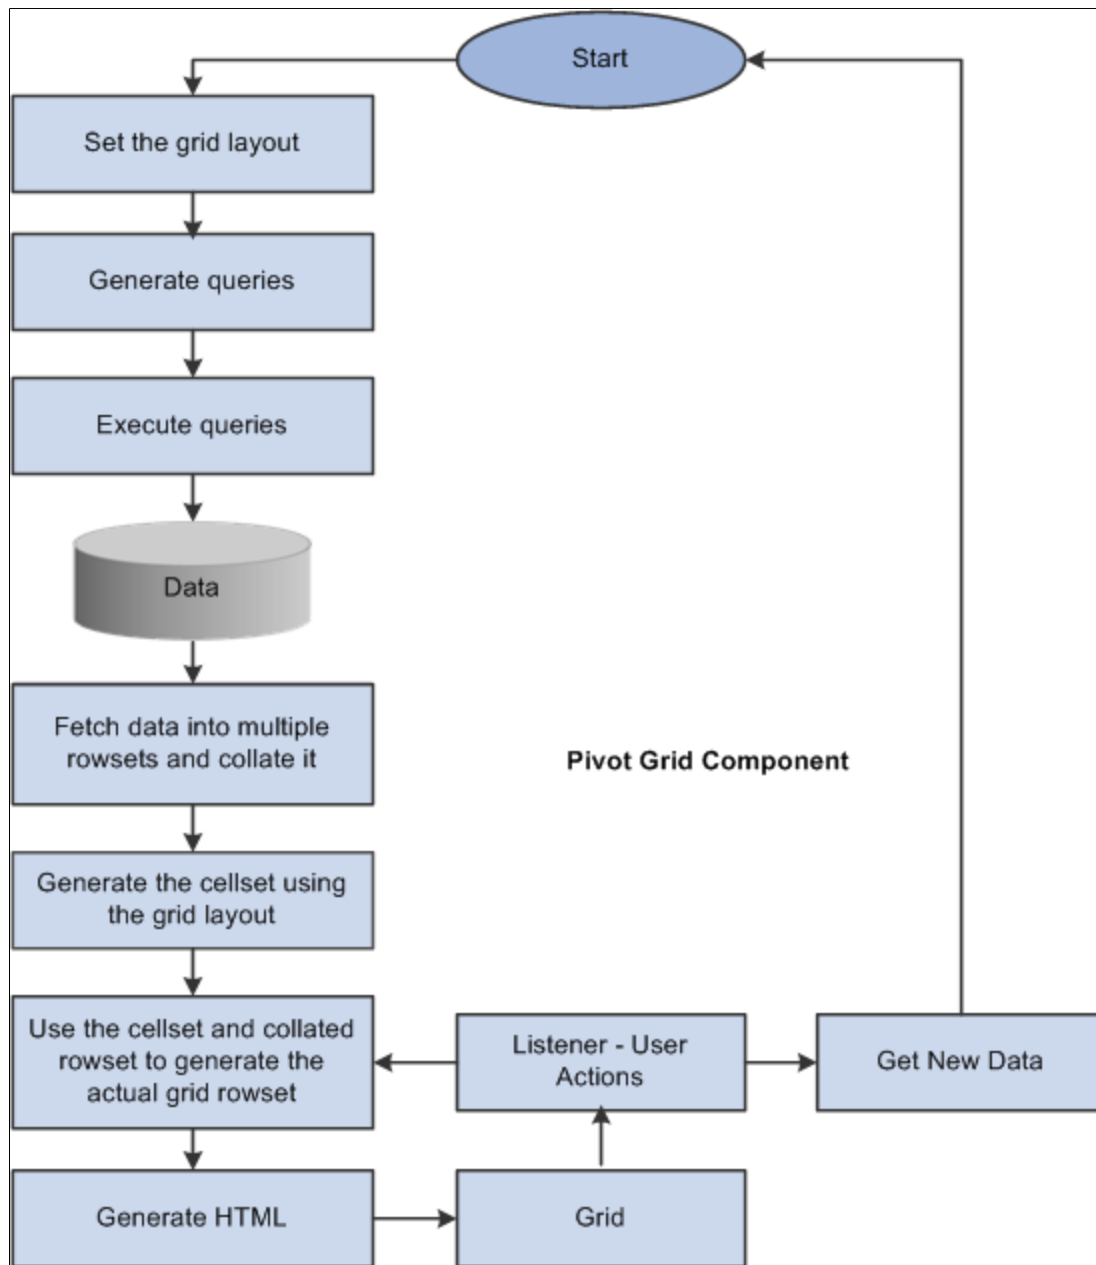 Start
Set the grid layout
Generate queries
Execute queries
Data
Fetch data into multiple
rowsets and collate it
Pivot Grid Component
Generate the cellset using
the grid layout
Use the cellset and collated
rowset to generate the
actual grid rowset
Listener - User
Actions
Get New Data
Generate HTML
Grid